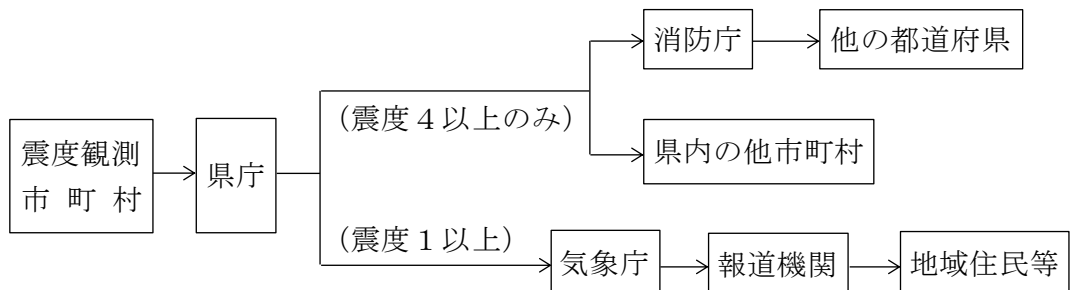 消防庁
他の都道府県
(震度4以上のみ)
震度観測
市町村
県庁
県内の他市町村
(震度1以上)
気象庁
報道機関
地域住民等